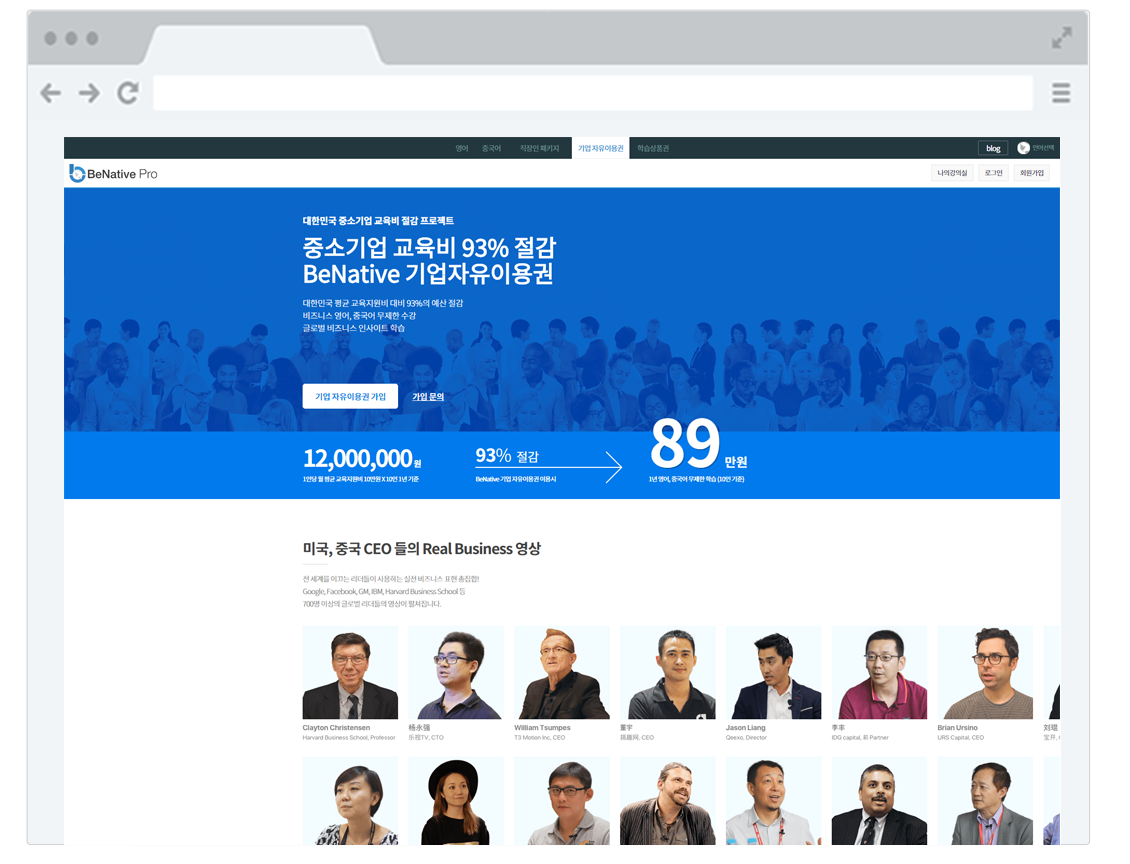 영어 중국어 직장인 패키지 기업 자유이용권 학습상품권 blog 언어선택
BeNative Pro 나의강의실 로그인 회원가입
대한민국 중소기업 교육비 절감 프로젝트
중소기업 교육비 93% 절감
BeNative 기업자유이용권
대한민국 평균 교육지원비 대비 93%의 예산 절감
비즈니스 영어, 중국어 무제한 수강
글로벌 비즈니스 인사이트 학습
기업 자유이용권 가입 가입 문의
12,000,000 원 93% 절감 89 만원
1인당 월 평균 교육지원비 10만원 X 10인 1년 기준 BeNative 기업 자유이용권 이용시 1년 영어, 중국어 무제한 학습 (10인 기준)
미국, 중국 CEO 들의 Real Business 영상
전 세계를 이끄는 리더들이 사용하는 실전 비즈니스 표현 총집합!
Google, Facebook, GM, IBM, Harvard Business School 등
700명 이상의 글로벌 리더들의 영상이 펼쳐집니다.
Clayton Christensen 杨永强 William Tsumpes 董宇 Jason Liang 李丰 Brian Ursino 刘琨
Harvard Business School, Professor 乐视TV, CTO T3 Motion Inc, CEO 搞趣网, CEO Qeexo, Director IDG capital, 前 Partner URS Capital, CEO